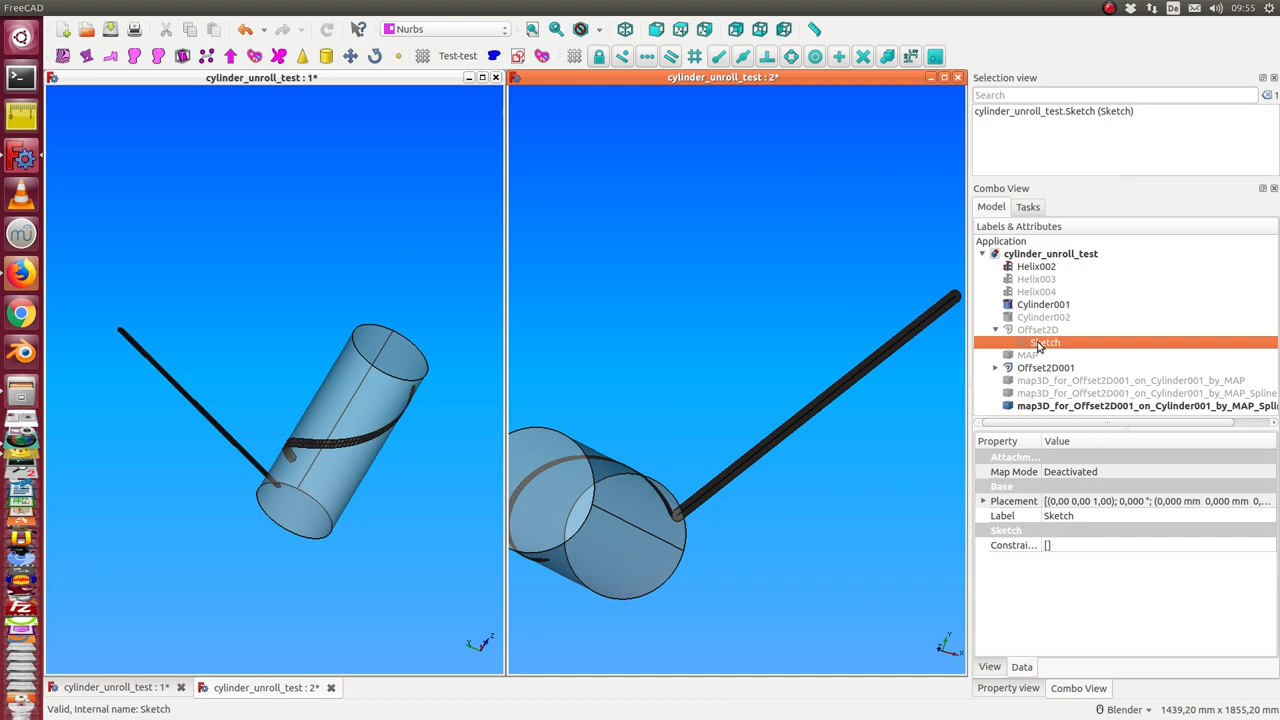 FreeCAD
De
09:55
Nurbs
Test-test
cylinder_unroll_test : 1*
cylinder_unroll_test : 2*
Selection view
Search
1
cylinder_unroll_test.Sketch (Sketch)
Combo View
Model
Tasks
Labels & Attributes
Application
cylinder_unroll_test
Helix002
Helix003
Helix004
Cylinder001
Cylinder002
Offset2D
Sketch
MAP
Offset2D001
map3D_for_Offset2D001_on_Cylinder001_by_MAP
map3D_for_Offset2D001_on_Cylinder001_by_MAP_Spline
map3D_for_Offset2D001_on_Cylinder001_by_MAP_Spli
Property
Value
Attachm...
Map Mode
Deactivated
Base
Placement
[(0,00 0,00 1,00); 0,000 °; (0,000 mm 0,000 mm 0,...
Label
Sketch
Sketch
Constrai...
[]
Y
Z
Y
X
View
Data
cylinder_unroll_test : 1*
cylinder_unroll_test : 2*
Property view
Combo View
Valid, Internal name: Sketch
Blender
1439,20 mm x 1855,20 mm